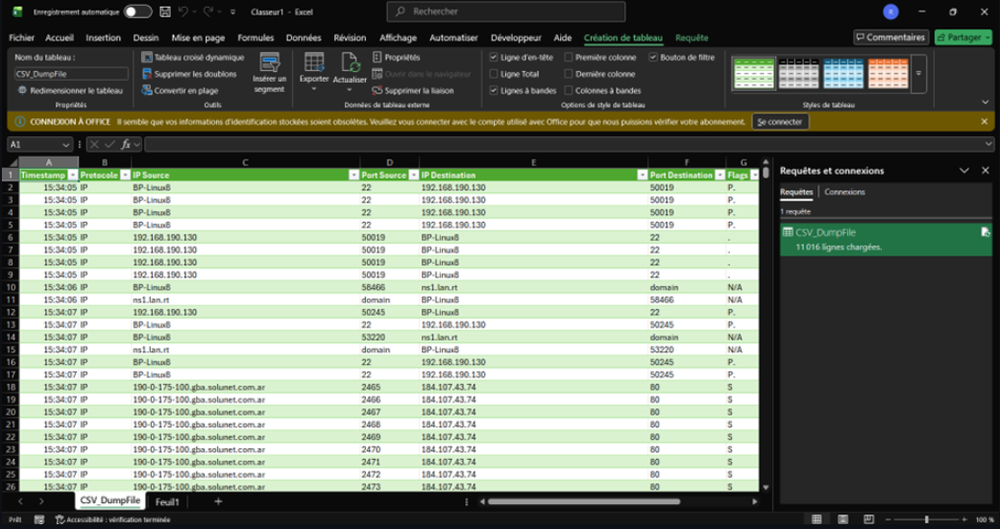 Enregistrement automatique Classeur1 - Excel Rechercher
Fichier Accueil Insertion Dessin Mise en page Formules Données Révision Affichage Automatiser Développeur Aide Création de tableau Requête Commentaires Partager
Nom du tableau :
CSV_DumpFile
Redimensionner le tableau
Propriétés
Tableau croisé dynamique
Supprimer les doublons
Convertir en plage
Insérer un segment
Outils
Exporter Actualiser
Propriétés
Ouvrir dans le navigateur
Supprimer la liaison
Données de tableau externe
Ligne d'en-tête Première colonne Bouton de filtre
Ligne Total Dernière colonne
Lignes à bandes Colonnes à bandes
Options de style de tableau
Styles de tableau
CONNEXION À OFFICE Il semble que vos informations d'identification stockées soient obsolètes. Veuillez vous connecter avec le compte utilisé avec Office pour que nous puissions vérifier votre abonnement. Se connecter
A1 fx
A B C D E F G
1 Timestamp Protocole IP Source Port Source IP Destination Port Destination Flags
2 15:34:05 IP BP-Linux8 22 192.168.190.130 50019 P.
3 15:34:05 IP BP-Linux8 22 192.168.190.130 50019 P.
4 15:34:05 IP BP-Linux8 22 192.168.190.130 50019 P.
5 15:34:05 IP BP-Linux8 22 192.168.190.130 50019 P.
6 15:34:05 IP 192.168.190.130 50019 BP-Linux8 22 .
7 15:34:05 IP 192.168.190.130 50019 BP-Linux8 22 .
8 15:34:05 IP 192.168.190.130 50019 BP-Linux8 22 .
9 15:34:05 IP 192.168.190.130 50019 BP-Linux8 22 .
10 15:34:06 IP BP-Linux8 58466 ns1.lan.rt domain N/A
11 15:34:06 IP ns1.lan.rt domain BP-Linux8 58466 N/A
12 15:34:07 IP 192.168.190.130 50245 BP-Linux8 22 P.
13 15:34:07 IP BP-Linux8 22 192.168.190.130 50245 P.
14 15:34:07 IP BP-Linux8 53220 ns1.lan.rt domain N/A
15 15:34:07 IP ns1.lan.rt domain BP-Linux8 53220 N/A
16 15:34:07 IP BP-Linux8 22 192.168.190.130 50245 P.
17 15:34:07 IP BP-Linux8 22 192.168.190.130 50245 P.
18 15:34:07 IP 190-0-175-100.gba.solunet.com.ar 2465 184.107.43.74 80 S
19 15:34:07 IP 190-0-175-100.gba.solunet.com.ar 2466 184.107.43.74 80 S
20 15:34:07 IP 190-0-175-100.gba.solunet.com.ar 2467 184.107.43.74 80 S
21 15:34:07 IP 190-0-175-100.gba.solunet.com.ar 2468 184.107.43.74 80 S
22 15:34:07 IP 190-0-175-100.gba.solunet.com.ar 2469 184.107.43.74 80 S
23 15:34:07 IP 190-0-175-100.gba.solunet.com.ar 2470 184.107.43.74 80 S
24 15:34:07 IP 190-0-175-100.gba.solunet.com.ar 2471 184.107.43.74 80 S
25 15:34:07 IP 190-0-175-100.gba.solunet.com.ar 2472 184.107.43.74 80 S
26 15:34:07 IP 190-0-175-100.gba.solunet.com.ar 2473 184.107.43.74 80 S
Requêtes et connexions
Requêtes Connexions
1 requête
CSV_DumpFile
11 016 lignes chargées.
CSV_DumpFile Feuil1
Prêt Accessibilité : vérification terminée 100 %